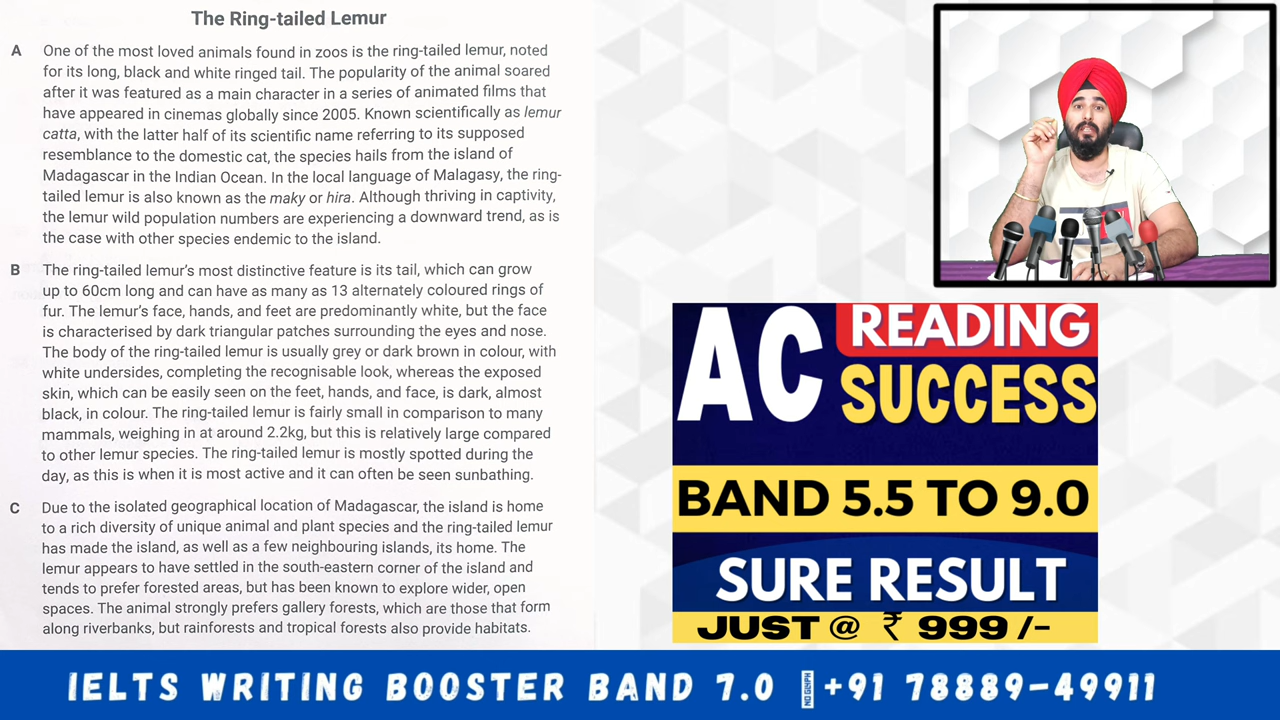 The Ring-tailed Lemur
A One of the most loved animals found in zoos is the ring-tailed lemur, noted
for its long, black and white ringed tail. The popularity of the animal soared
after it was featured as a main character in a series of animated films that
have appeared in cinemas globally since 2005. Known scientifically as lemur
catta, with the latter half of its scientific name referring to its supposed
resemblance to the domestic cat, the species hails from the island of
Madagascar in the Indian Ocean. In the local language of Malagasy, the ring-
tailed lemur is also known as the maky or hira. Although thriving in captivity,
the lemur wild population numbers are experiencing a downward trend, as is
the case with other species endemic to the island.
B The ring-tailed lemur's most distinctive feature is its tail, which can grow
up to 60cm long and can have as many as 13 alternately coloured rings of
fur. The lemur's face, hands, and feet are predominantly white, but the face
is characterised by dark triangular patches surrounding the eyes and nose.
The body of the ring-tailed lemur is usually grey or dark brown in colour, with
white undersides, completing the recognisable look, whereas the exposed
skin, which can be easily seen on the feet, hands, and face, is dark, almost
black, in colour. The ring-tailed lemur is fairly small in comparison to many
mammals, weighing in at around 2.2kg, but this is relatively large compared
to other lemur species. The ring-tailed lemur is mostly spotted during the
day, as this is when it is most active and it can often be seen sunbathing.
C Due to the isolated geographical location of Madagascar, the island is home
to a rich diversity of unique animal and plant species and the ring-tailed lemur
has made the island, as well as a few neighbouring islands, its home. The
lemur appears to have settled in the south-eastern corner of the island and
tends to prefer forested areas, but has been known to explore wider, open
spaces. The animal strongly prefers gallery forests, which are those that form
along riverbanks, but rainforests and tropical forests also provide habitats.
AC READING
SUCCESS
BAND 5.5 TO 9.0
SURE RESULT
JUST @ ₹ 999 /-
IELTS WRITING BOOSTER BAND 7.0 +91 78889-49911